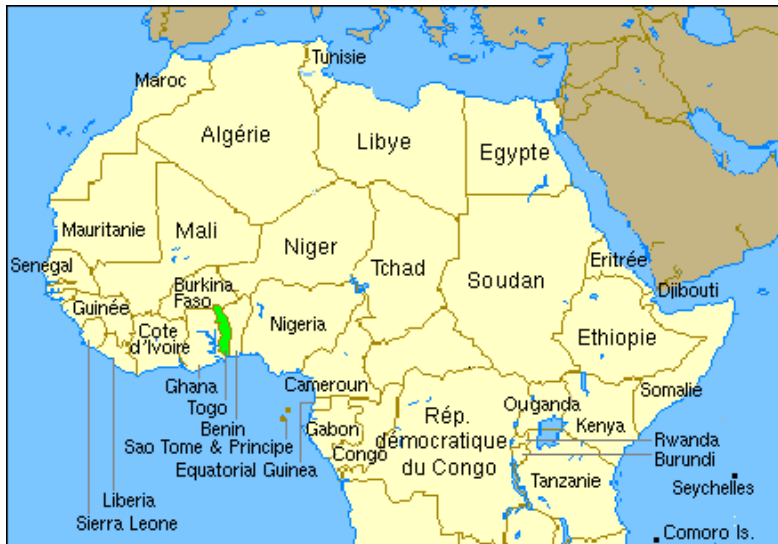 Tunisie
Maroc
Algérie
Libye
Egypte
Mauritanie
Mali
Niger
Tchad
Soudan
Eritrée
Senegal
Djibouti
Burkina
Faso
Guinée
Nigeria
Cote
d'Ivoire
Ethiopie
Ghana
Togo
Benin
Cameroun
Somalie
Ouganda
Kenya
Rép.
démocratique
du Congo
Gabon
Congo
Sao Tome & Principe
Equatorial Guinea
Rwanda
Burundi
Tanzanie
Seychelles
Liberia
Sierra Leone
Comoro Is.